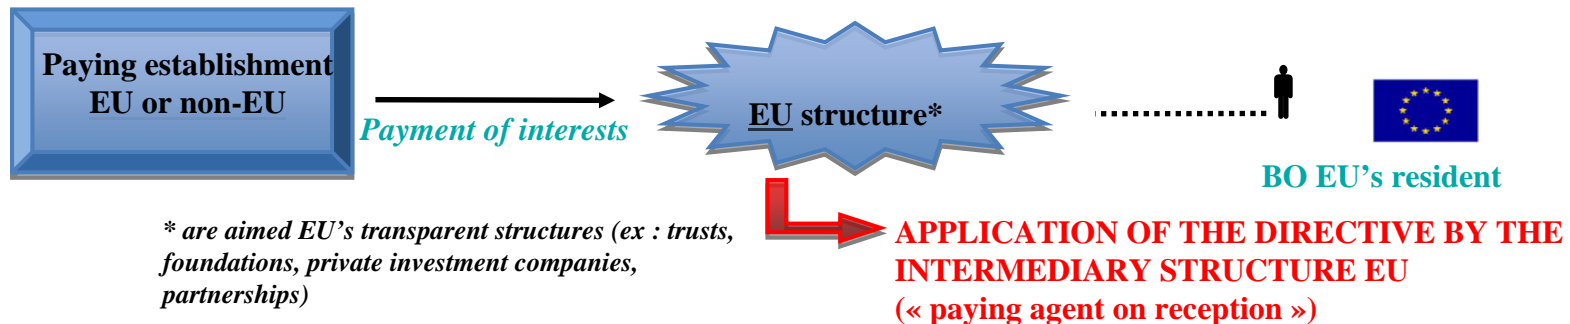 Paying establishment
EU or non-EU
Payment of interests
EU structure*
BO EU’s resident
* are aimed EU’s transparent structures (ex : trusts,
foundations, private investment companies,
partnerships)
APPLICATION OF THE DIRECTIVE BY THE
INTERMEDIARY STRUCTURE EU
(« paying agent on reception »)